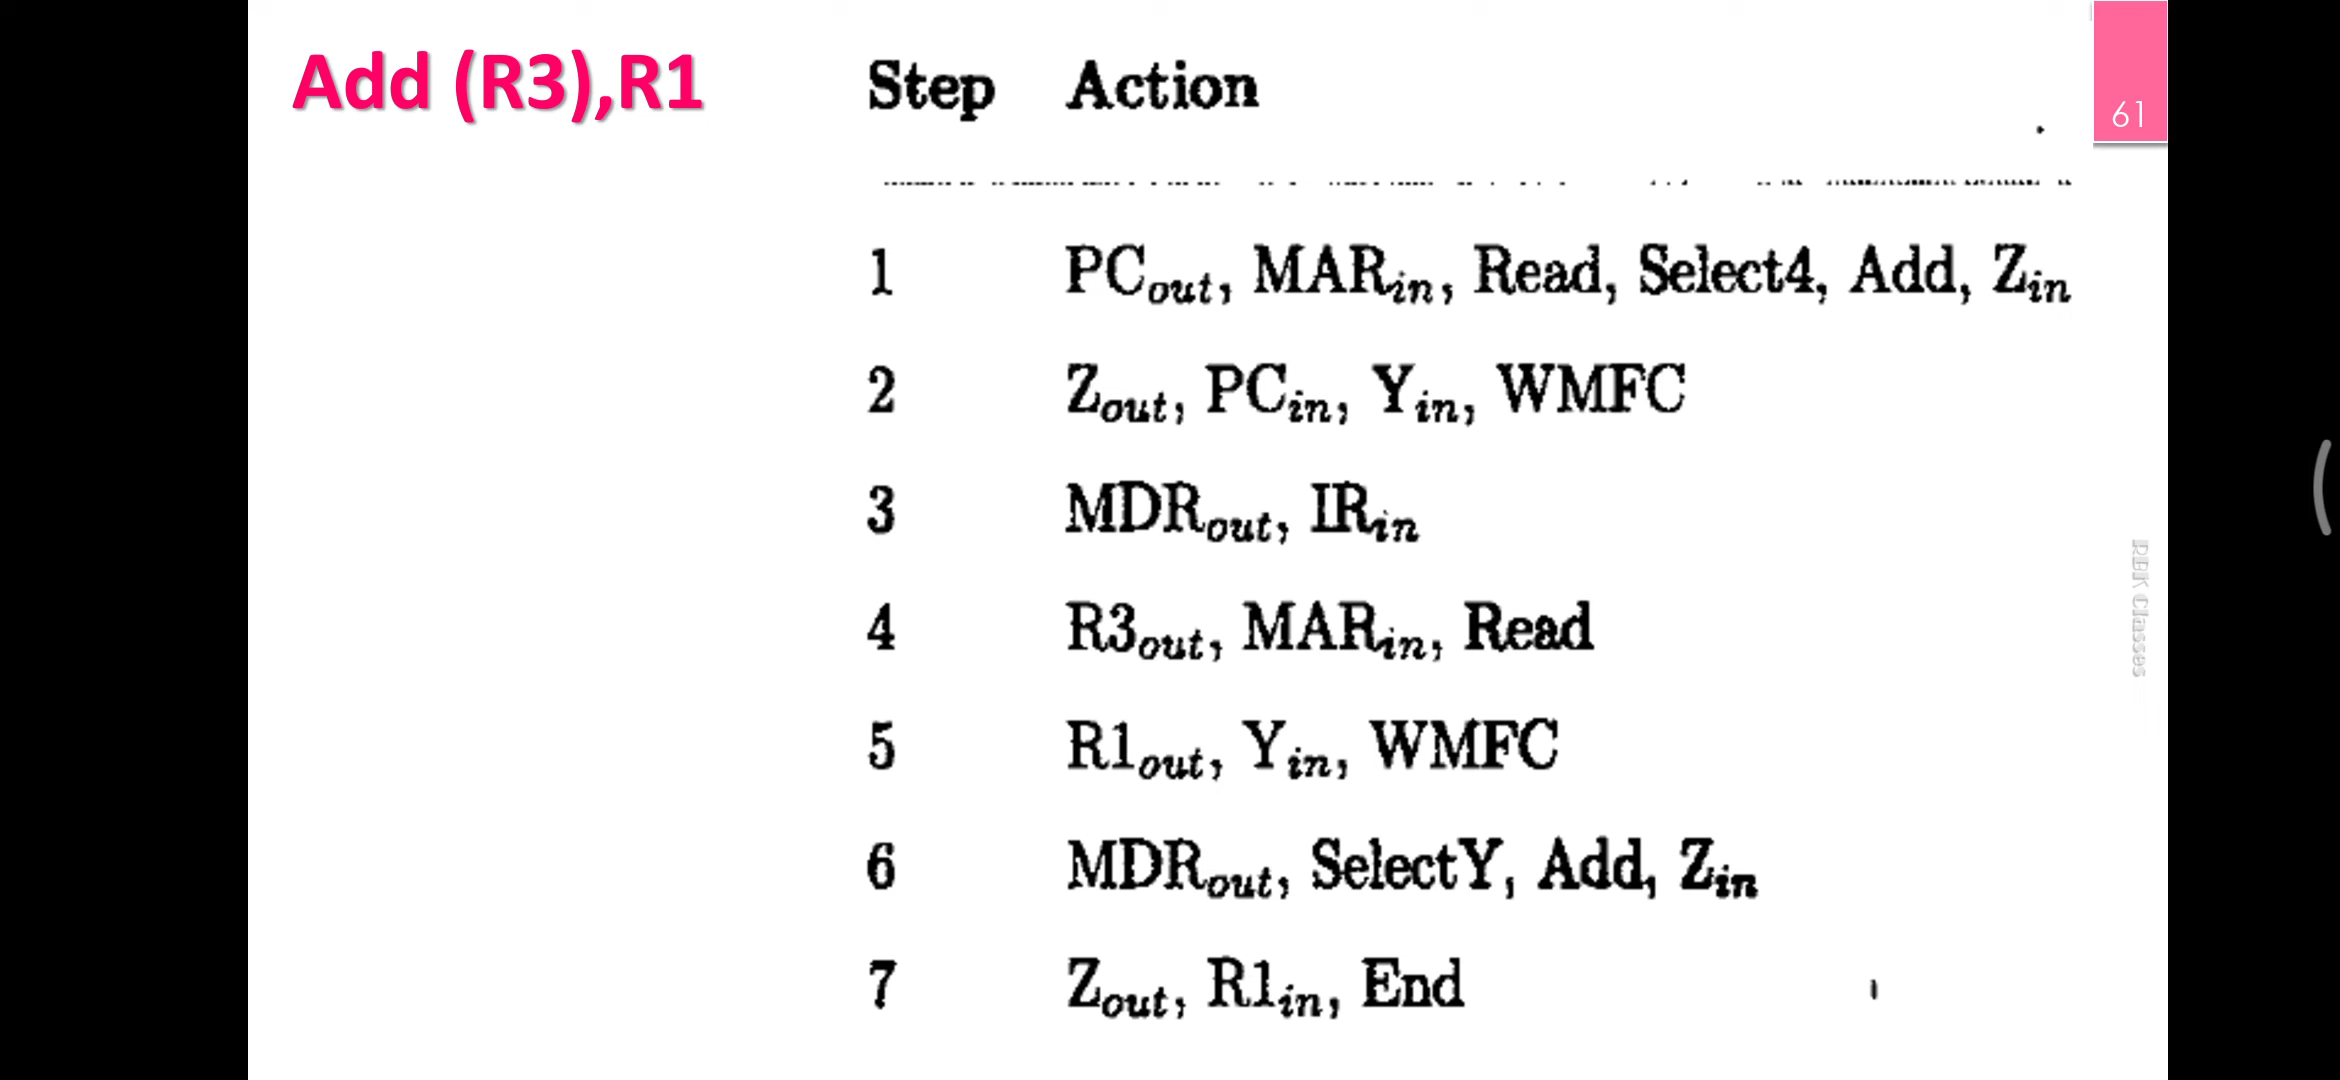 Add (R3),R1
Step Action
61
1 PCout, MARin, Read, Select4, Add, Zin
2 Zout, PCin, Yin, WMFC
3 MDRout, IRin
4 R3out, MARin, Read
5 R1out, Yin, WMFC
6 MDRout, SelectY, Add, Zin
7 Zout, R1in, End
Classes